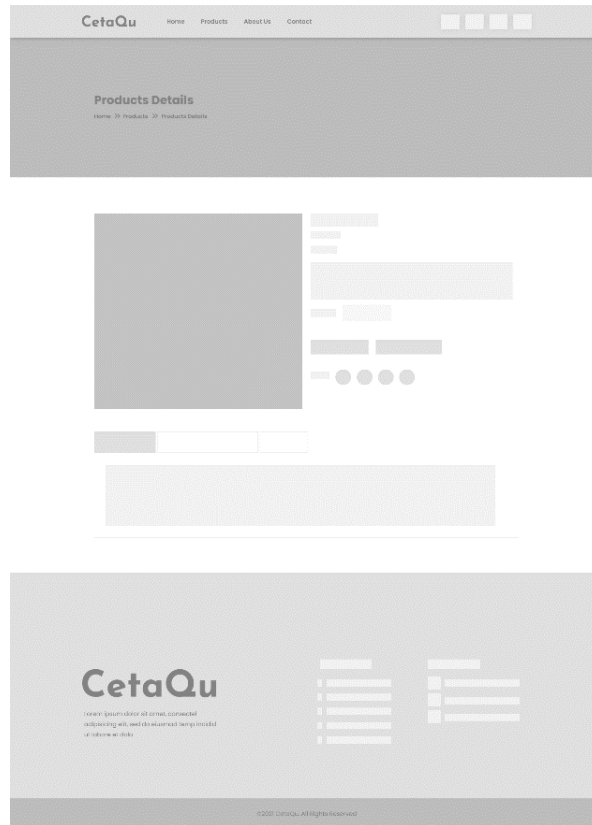 CetaQu
Home Products About Us Contact
Products Details
Home >> Products >> Products Details
CetaQu
Lorem ipsum dolor sit amet, consectet
adipiscing elit, sed do eiusmod temp incidid
ut labore et dolo
©2021 CetaQu. All Rights Reserved